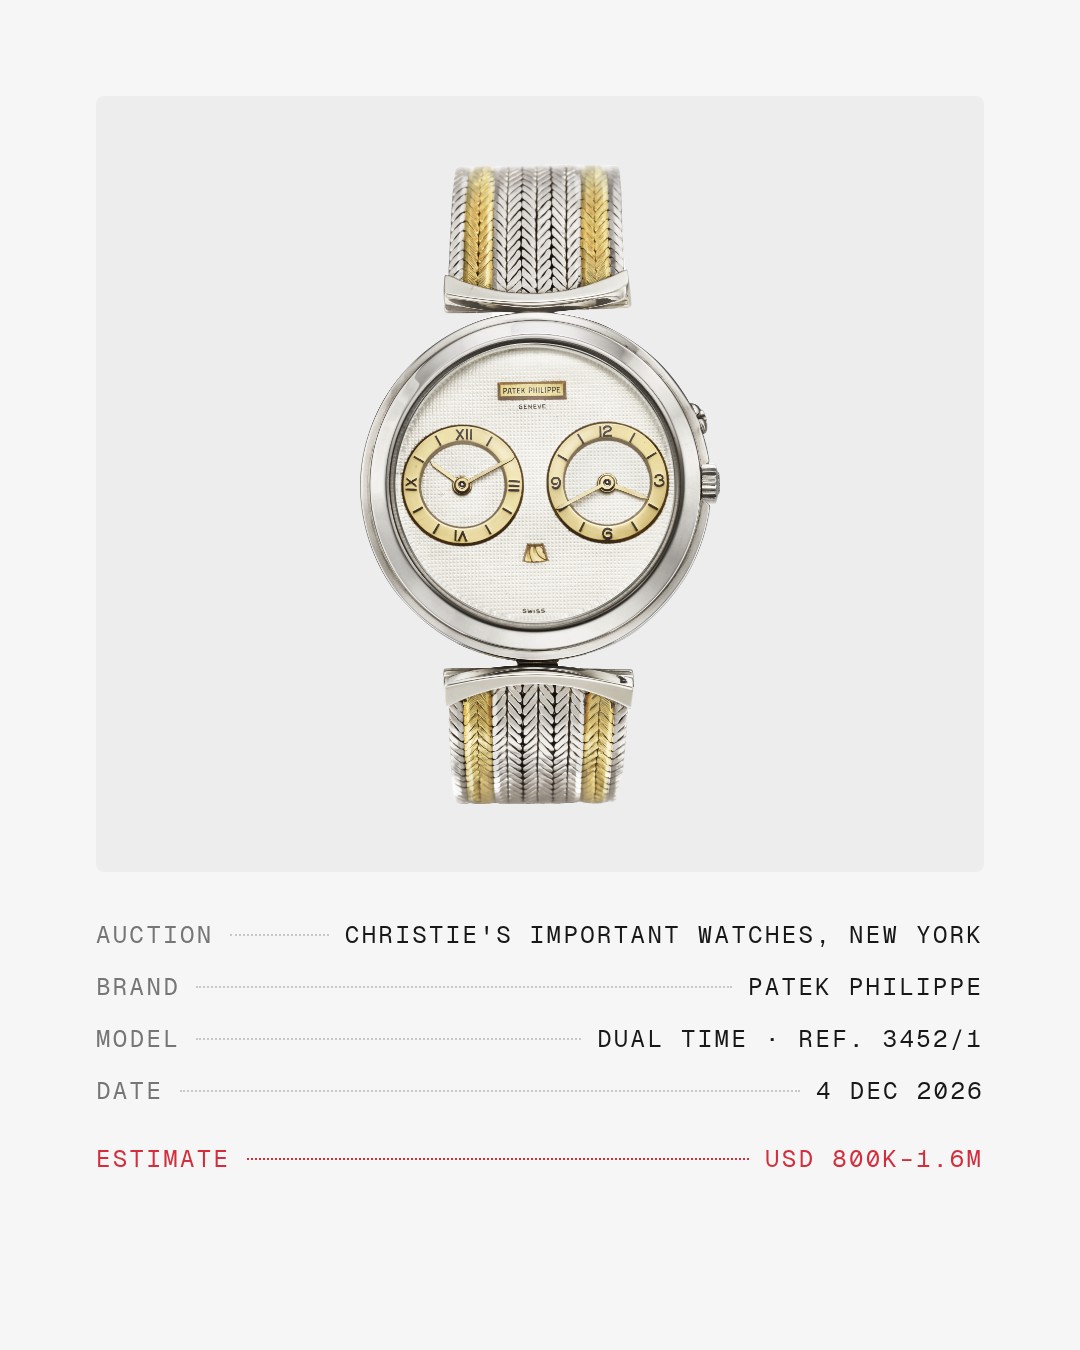 PATEK PHILIPPE
GENEVE
XII
III
VI
IX
12
3
6
9
SWISS
AUCTION CHRISTIE'S IMPORTANT WATCHES, NEW YORK
BRAND PATEK PHILIPPE
MODEL DUAL TIME · REF. 3452/1
DATE 4 DEC 2026
ESTIMATE USD 800K–1.6M